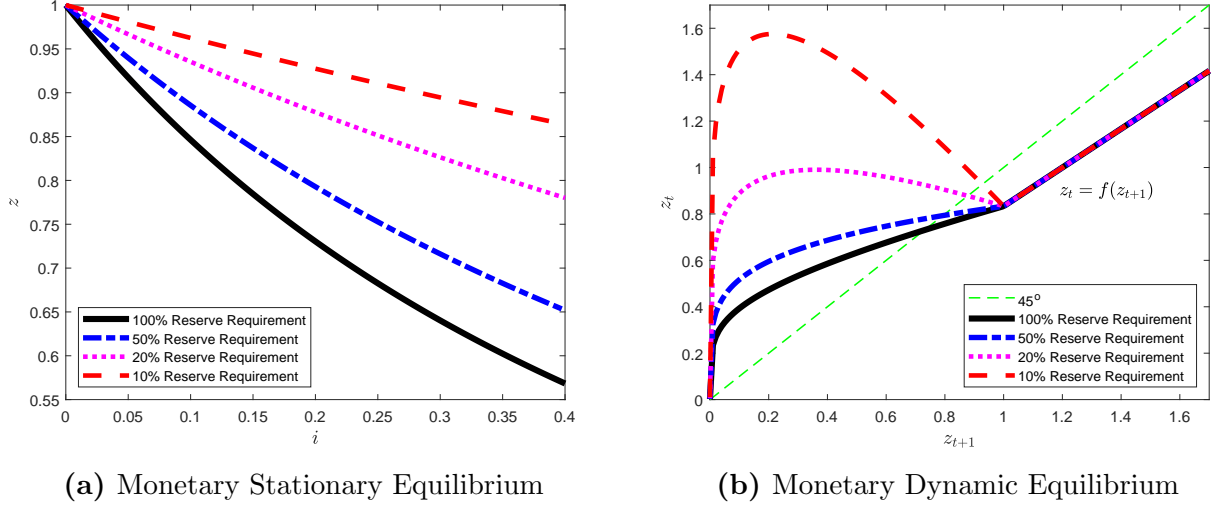 1
0.95
0.9
0.85
0.8
0.75
0.7
0.65
0.6
0.55
z
0 0.05 0.1 0.15 0.2 0.25 0.3 0.35 0.4
i
100% Reserve Requirement
50% Reserve Requirement
20% Reserve Requirement
10% Reserve Requirement
(a) Monetary Stationary Equilibrium
1.6
1.4
1.2
1
0.8
0.6
0.4
0.2
0
z_t
0 0.2 0.4 0.6 0.8 1 1.2 1.4 1.6
z_{t+1}
z_t = f(z_{t+1})
45°
100% Reserve Requirement
50% Reserve Requirement
20% Reserve Requirement
10% Reserve Requirement
(b) Monetary Dynamic Equilibrium